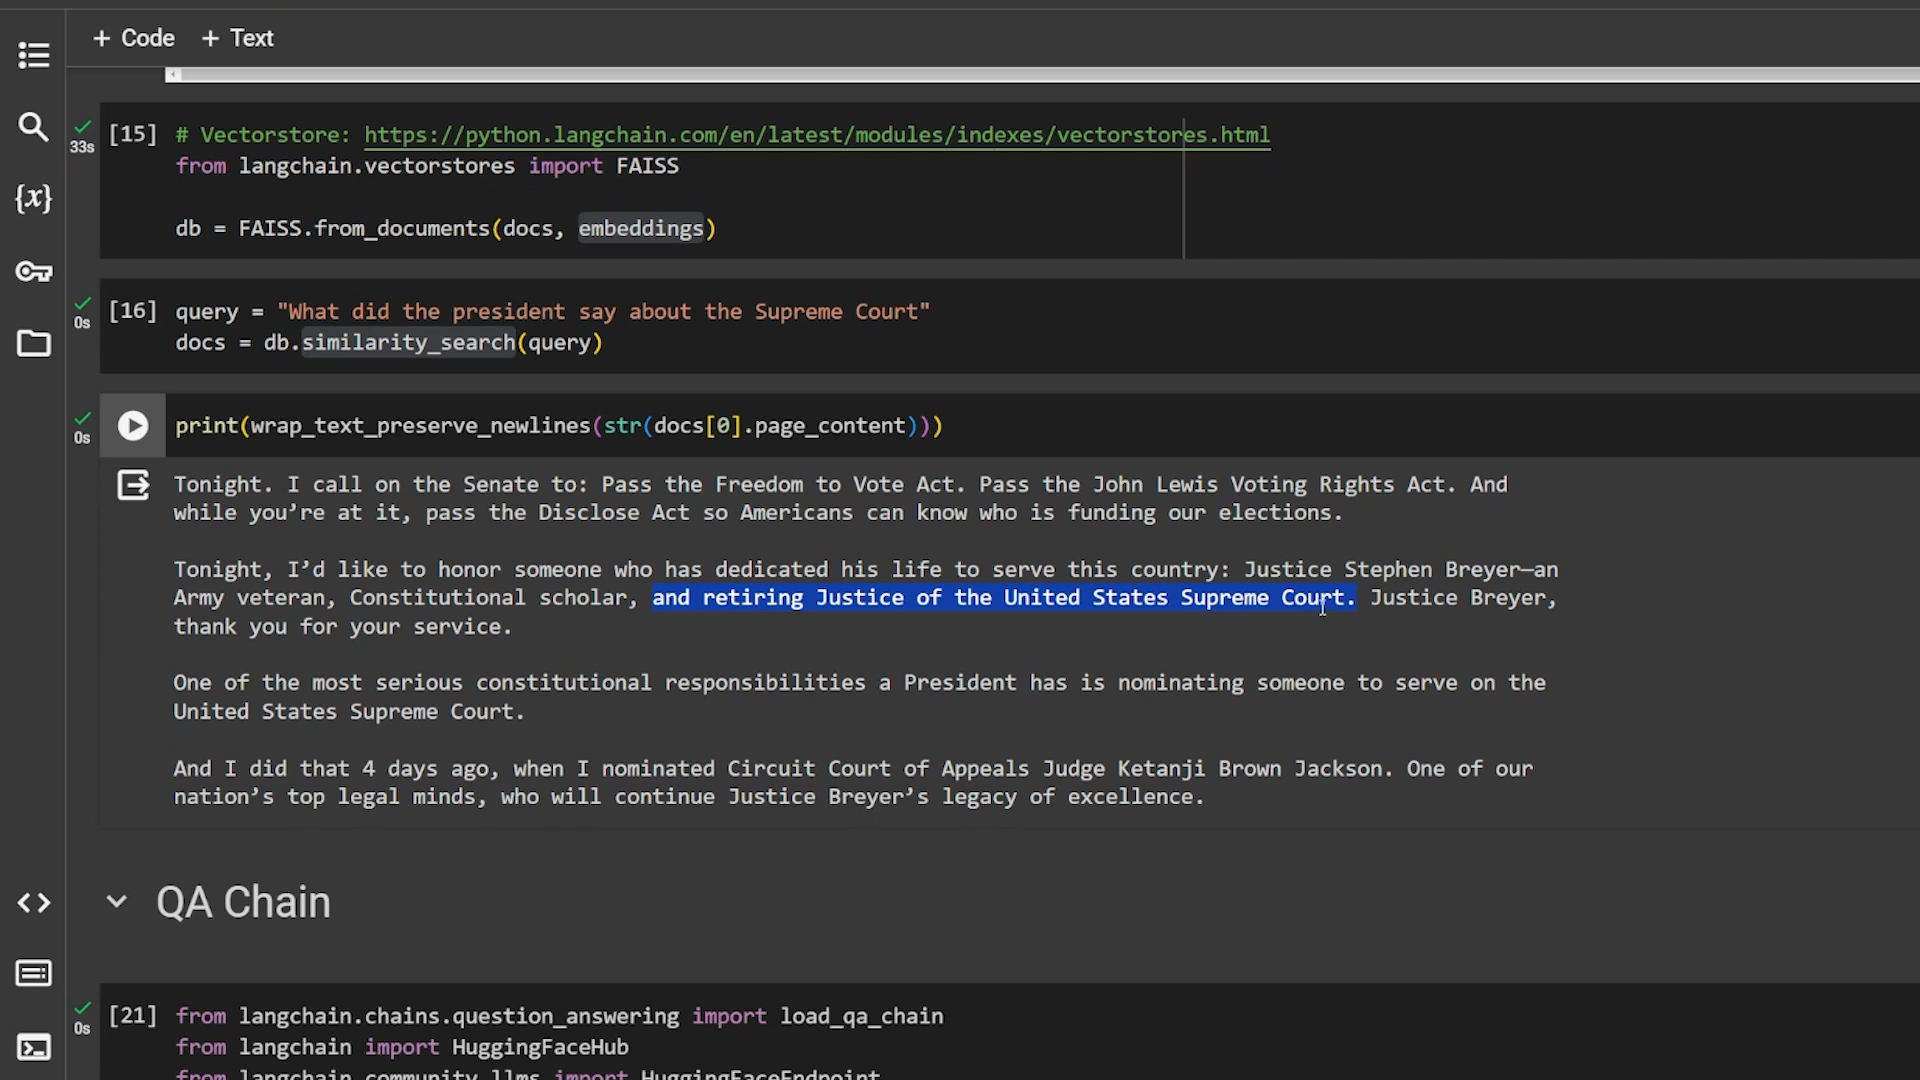 + Code + Text
33s
[15] # Vectorstore: https://python.langchain.com/en/latest/modules/indexes/vectorstores.html
from langchain.vectorstores import FAISS
db = FAISS.from_documents(docs, embeddings)
{x}
0s
[16] query = "What did the president say about the Supreme Court"
docs = db.similarity_search(query)
0s
print(wrap_text_preserve_newlines(str(docs[0].page_content)))
Tonight. I call on the Senate to: Pass the Freedom to Vote Act. Pass the John Lewis Voting Rights Act. And
while you’re at it, pass the Disclose Act so Americans can know who is funding our elections.
Tonight, I’d like to honor someone who has dedicated his life to serve this country: Justice Stephen Breyer—an
Army veteran, Constitutional scholar, and retiring Justice of the United States Supreme Court. Justice Breyer,
thank you for your service.
One of the most serious constitutional responsibilities a President has is nominating someone to serve on the
United States Supreme Court.
And I did that 4 days ago, when I nominated Circuit Court of Appeals Judge Ketanji Brown Jackson. One of our
nation’s top legal minds, who will continue Justice Breyer’s legacy of excellence.
QA Chain
0s
[21] from langchain.chains.question_answering import load_qa_chain
from langchain import HuggingFaceHub
from langchain_community.llms import HuggingFaceEndpoint